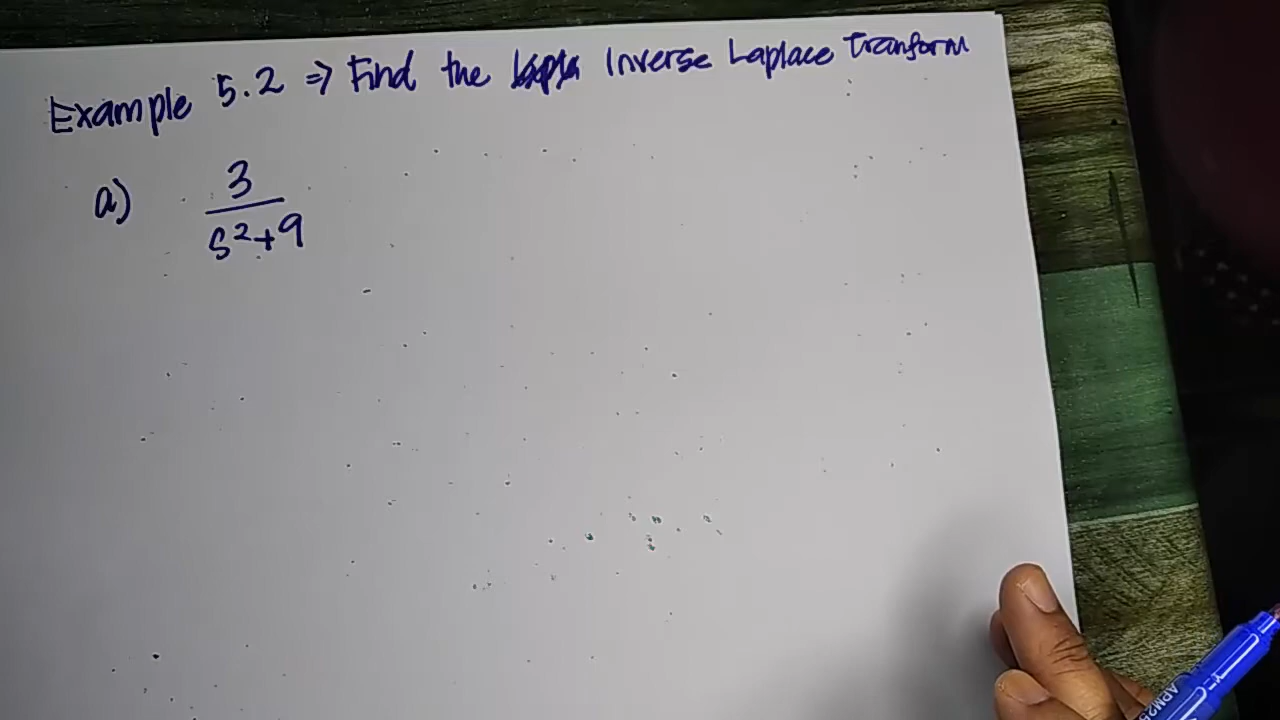 Example 5.2 ⇒ Find the Inverse Laplace Tranform
a) 3
s²+9